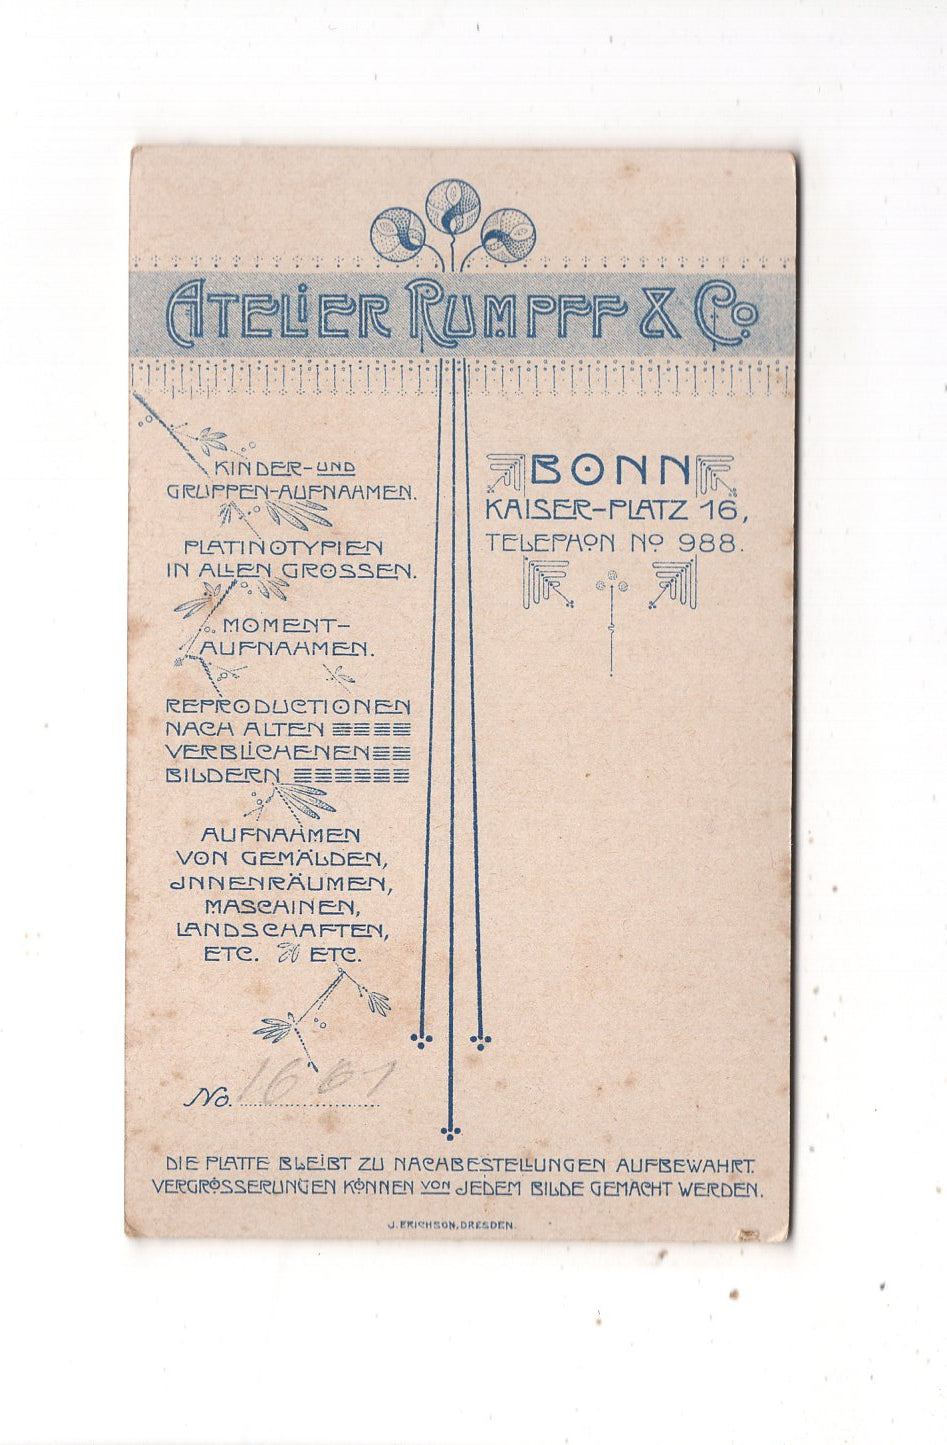 ATELIER RUMPFF & Co.
KINDER- UND
GRUPPEN-AUFNAHMEN.
PLATINOTYPIEN
IN ALLEN GROSSEN.
MOMENT-
AUFNAHMEN.
REPRODUCTIONEN
NACH ALTEN
VERBLICHENEN
BILDERN
AUFNAHMEN
VON GEMÄLDEN,
JNNENRÄUMEN,
MASCHINEN,
LANDSCHAFTEN,
ETC. ETC.
BONN
KAISER-PLATZ 16,
TELEPHON No 988.
No. 1661
DIE PLATTE BLEIBT ZU NACHBESTELLUNGEN AUFBEWAHRT.
VERGRÖSSERUNGEN KÖNNEN VON JEDEM BILDE GEMACHT WERDEN.
J. ERICHSON, DRESDEN.